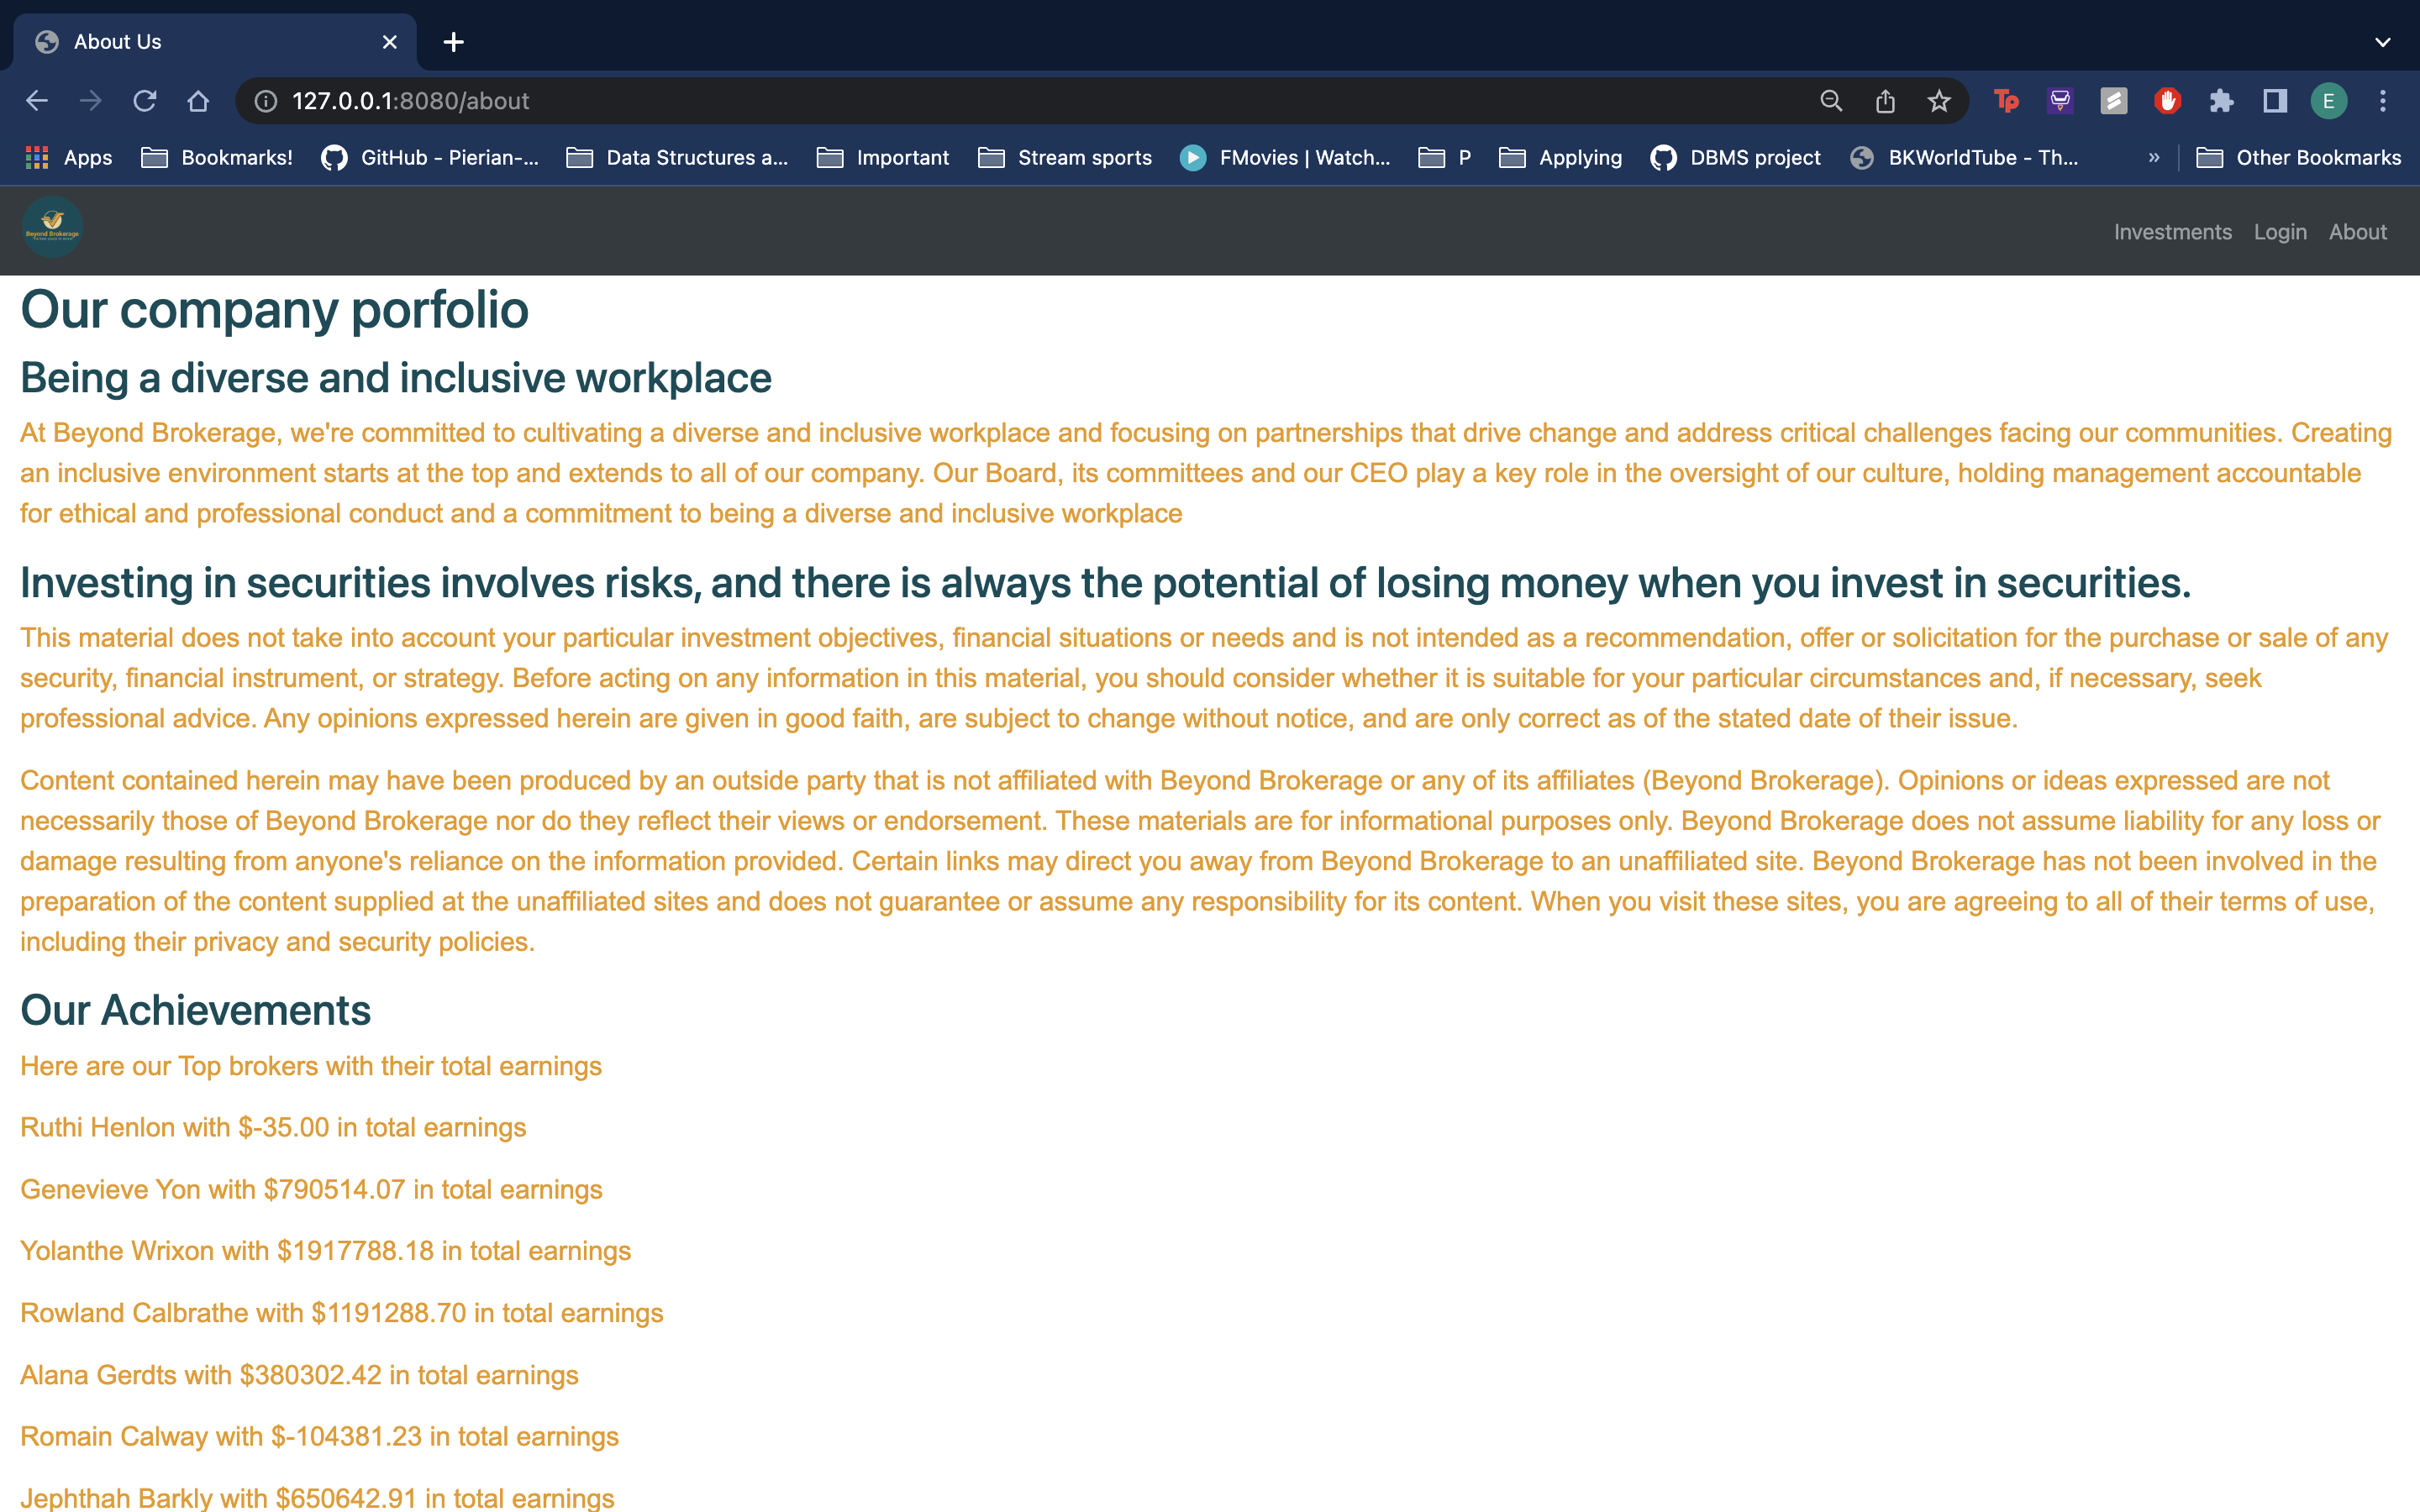 About Us
127.0.0.1:8080/about
Tp
E
Apps Bookmarks! GitHub - Pierian-... Data Structures a... Important Stream sports FMovies | Watch... P Applying DBMS project BKWorldTube - Th... » Other Bookmarks
Beyond Brokerage
Investments Login About
Our company porfolio
Being a diverse and inclusive workplace
At Beyond Brokerage, we're committed to cultivating a diverse and inclusive workplace and focusing on partnerships that drive change and address critical challenges facing our communities. Creating
an inclusive environment starts at the top and extends to all of our company. Our Board, its committees and our CEO play a key role in the oversight of our culture, holding management accountable
for ethical and professional conduct and a commitment to being a diverse and inclusive workplace
Investing in securities involves risks, and there is always the potential of losing money when you invest in securities.
This material does not take into account your particular investment objectives, financial situations or needs and is not intended as a recommendation, offer or solicitation for the purchase or sale of any
security, financial instrument, or strategy. Before acting on any information in this material, you should consider whether it is suitable for your particular circumstances and, if necessary, seek
professional advice. Any opinions expressed herein are given in good faith, are subject to change without notice, and are only correct as of the stated date of their issue.
Content contained herein may have been produced by an outside party that is not affiliated with Beyond Brokerage or any of its affiliates (Beyond Brokerage). Opinions or ideas expressed are not
necessarily those of Beyond Brokerage nor do they reflect their views or endorsement. These materials are for informational purposes only. Beyond Brokerage does not assume liability for any loss or
damage resulting from anyone's reliance on the information provided. Certain links may direct you away from Beyond Brokerage to an unaffiliated site. Beyond Brokerage has not been involved in the
preparation of the content supplied at the unaffiliated sites and does not guarantee or assume any responsibility for its content. When you visit these sites, you are agreeing to all of their terms of use,
including their privacy and security policies.
Our Achievements
Here are our Top brokers with their total earnings
Ruthi Henlon with $-35.00 in total earnings
Genevieve Yon with $790514.07 in total earnings
Yolanthe Wrixon with $1917788.18 in total earnings
Rowland Calbrathe with $1191288.70 in total earnings
Alana Gerdts with $380302.42 in total earnings
Romain Calway with $-104381.23 in total earnings
Jephthah Barkly with $650642.91 in total earnings